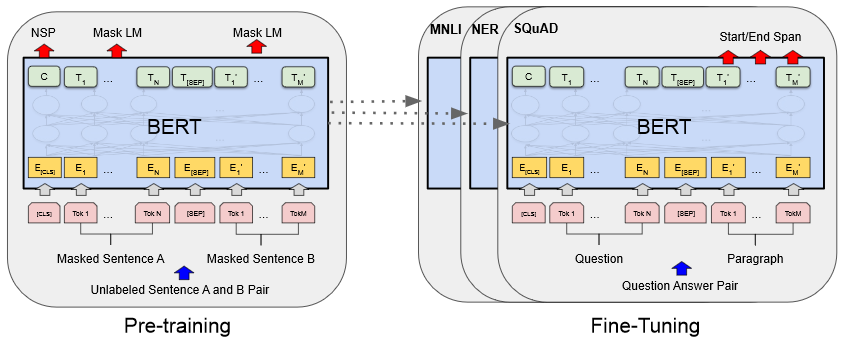 NSP Mask LM Mask LM
C T1 ... TN T[SEP] T1' ... TM'
BERT
E[CLS] E1 ... EN E[SEP] E1' ... EM'
[CLS] Tok 1 ... Tok N [SEP] Tok 1 ... TokM
Masked Sentence A Masked Sentence B
Unlabeled Sentence A and B Pair
Pre-training
MNLI NER SQuAD
Start/End Span
C T1 ... TN T[SEP] T1' ... TM'
BERT
E[CLS] E1 ... EN E[SEP] E1' ... EM'
[CLS] Tok 1 ... Tok N [SEP] Tok 1 ... TokM
Question Paragraph
Question Answer Pair
Fine-Tuning